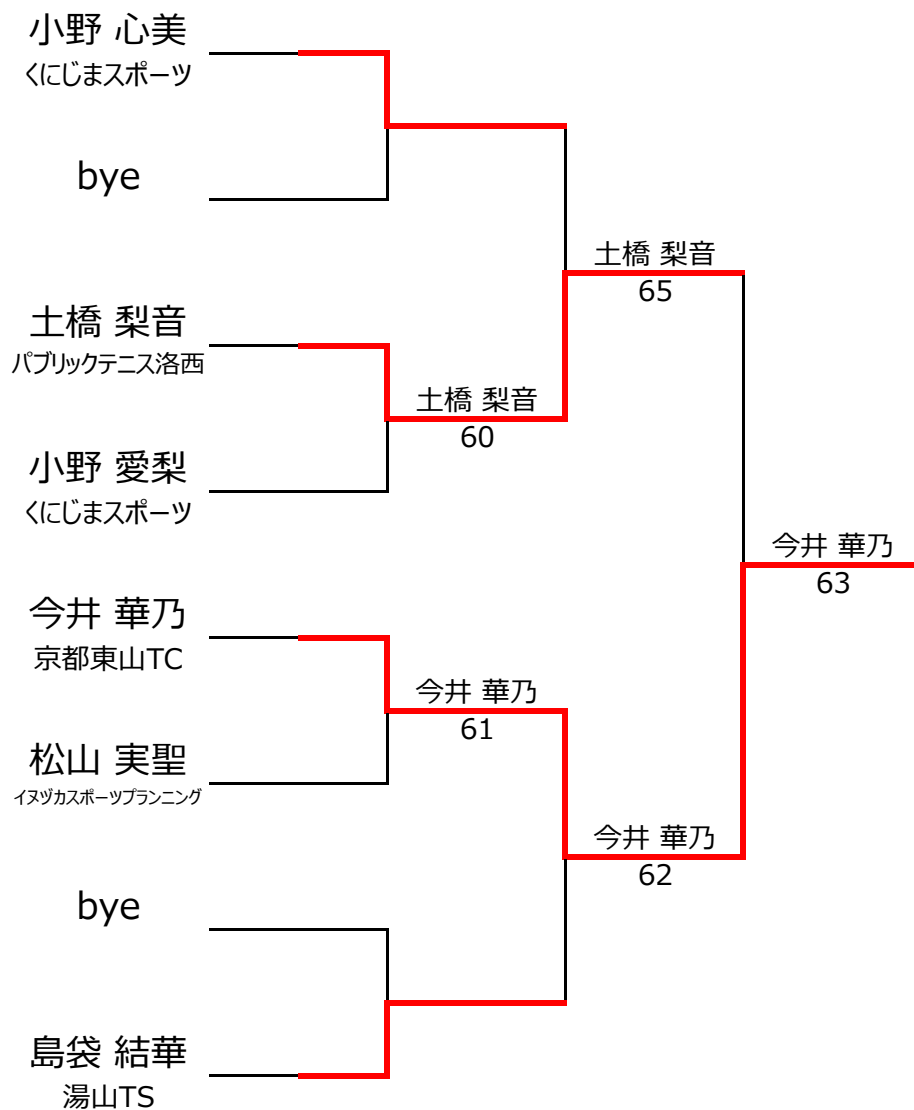 小野 心美
くにじまスポーツ
bye
土橋 梨音
65
土橋 梨音
パブリックテニス洛西
土橋 梨音
60
小野 愛梨
くにじまスポーツ
今井 華乃
63
今井 華乃
京都東山TC
今井 華乃
61
松山 実聖
イヌヅカスポーツプランニング
今井 華乃
62
bye
島袋 結華
湯山TS